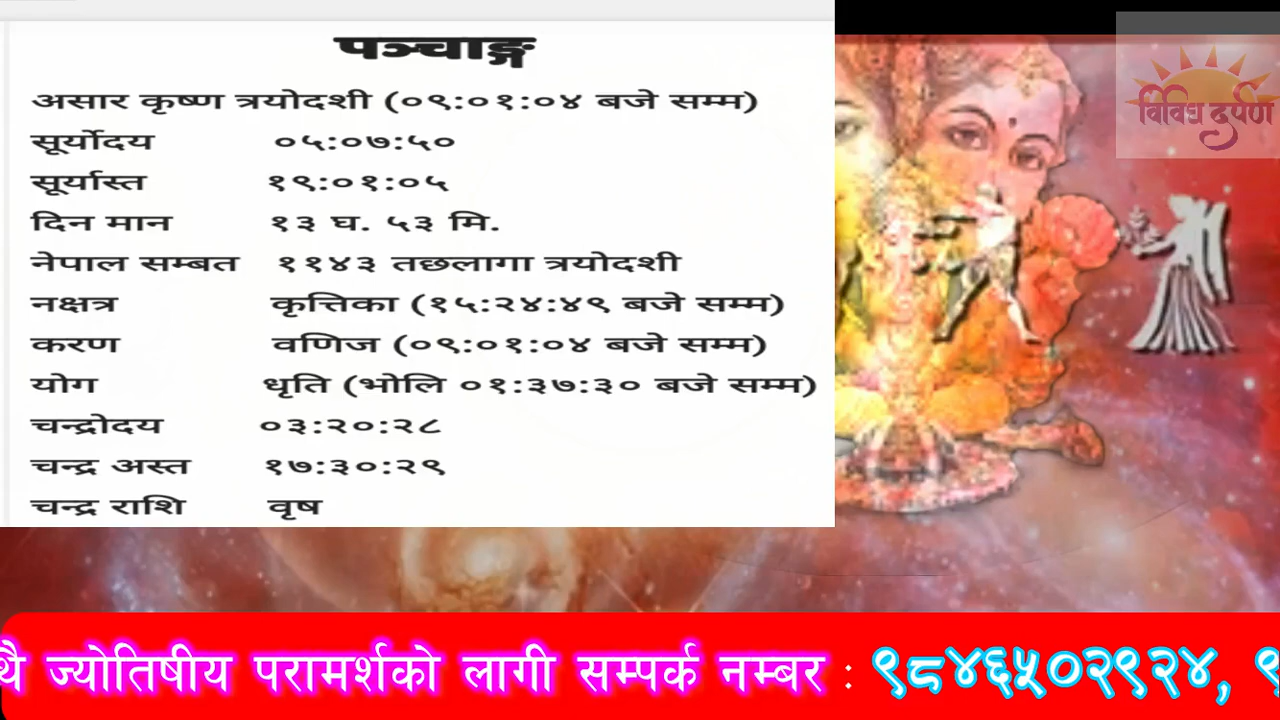 पञ्चाङ्ग
असार कृष्ण त्रयोदशी (०९:०१:०४ बजे सम्म)
सूर्योदय ०५:०७:५०
सूर्यास्त १९:०१:०५
दिन मान १३ घ. ५३ मि.
नेपाल सम्बत ११४३ तछलागा त्रयोदशी
नक्षत्र कृत्तिका (१५:२४:४९ बजे सम्म)
करण वणिज (०९:०१:०४ बजे सम्म)
योग धृति (भोलि ०१:३७:३० बजे सम्म)
चन्द्रोदय ०३:२०:२८
चन्द्र अस्त १७:३०:२९
चन्द्र राशि वृष
विविध दर्पण
थै ज्योतिषीय परामर्शको लागी सम्पर्क नम्बर : ९८४६५०२९२४, ९